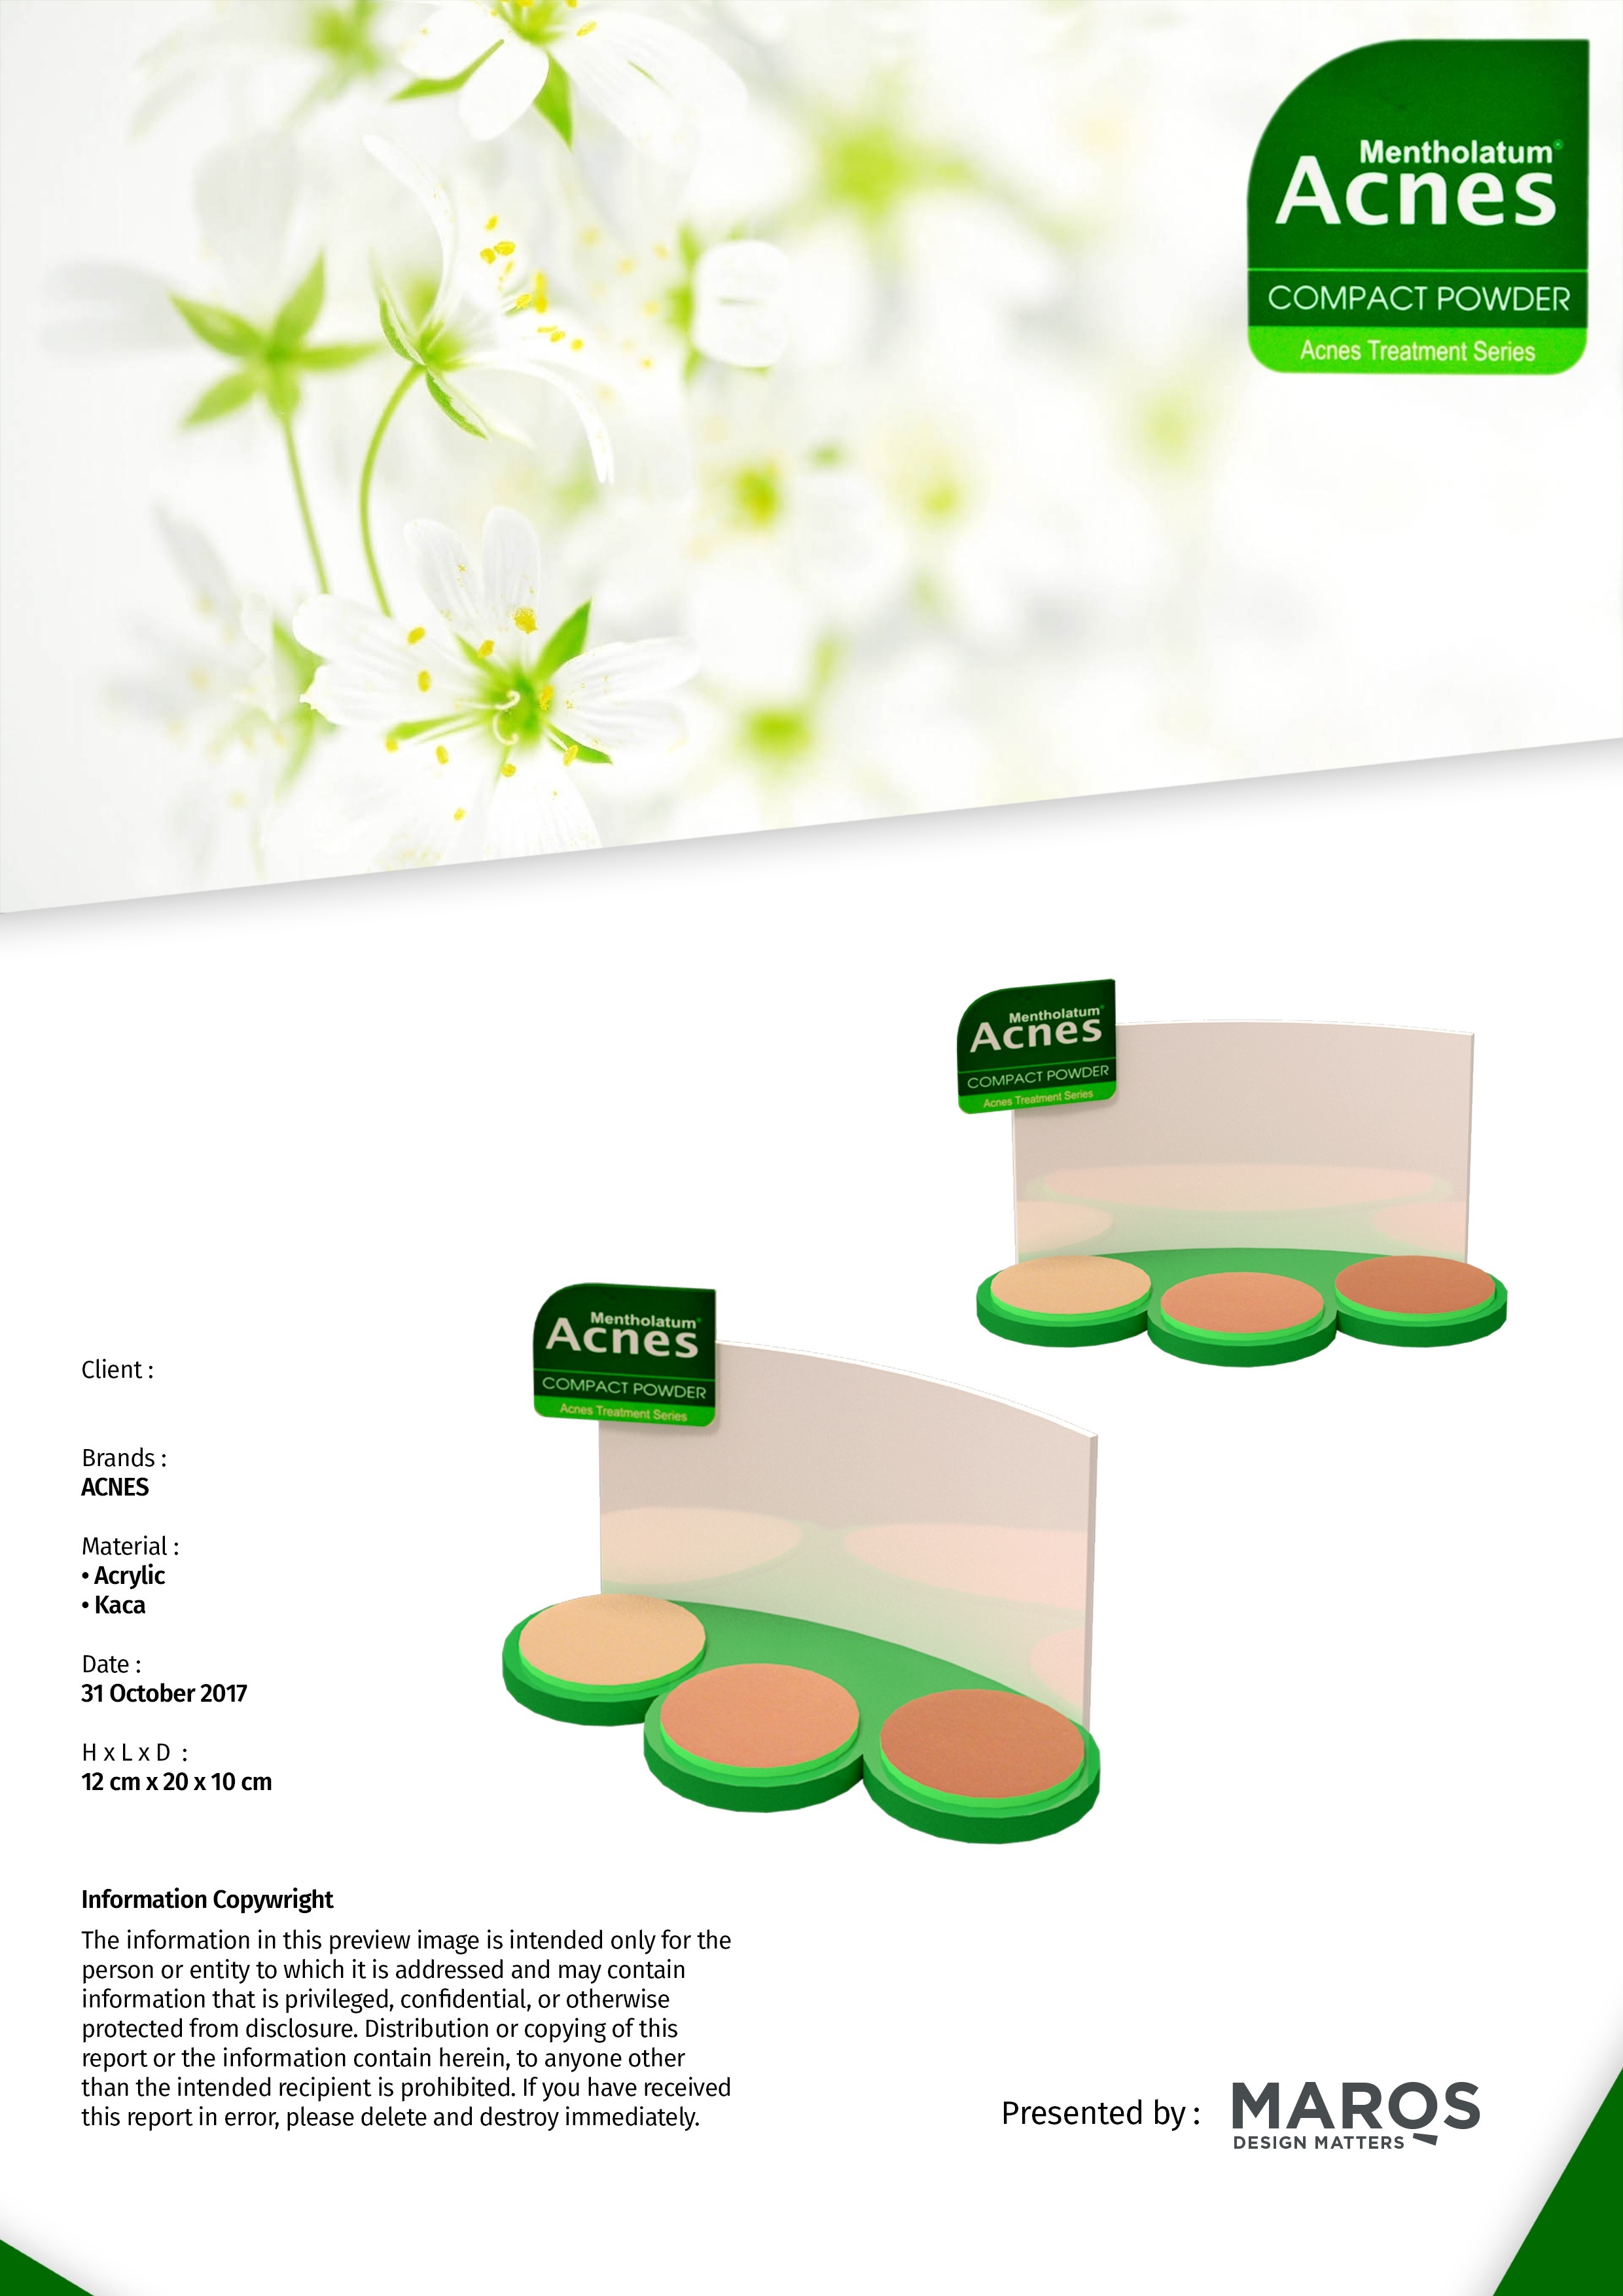 Mentholatum®
Acnes
COMPACT POWDER
Acnes Treatment Series
Mentholatum®
Acnes
COMPACT POWDER
Acnes Treatment Series
Mentholatum®
Acnes
COMPACT POWDER
Acnes Treatment Series
Client :
Brands :
ACNES
Material :
• Acrylic
• Kaca
Date :
31 October 2017
H x L x D :
12 cm x 20 x 10 cm
Information Copywright
The information in this preview image is intended only for the
person or entity to which it is addressed and may contain
information that is privileged, confidential, or otherwise
protected from disclosure. Distribution or copying of this
report or the information contain herein, to anyone other
than the intended recipient is prohibited. If you have received
this report in error, please delete and destroy immediately.
Presented by :
MARQS
DESIGN MATTERS